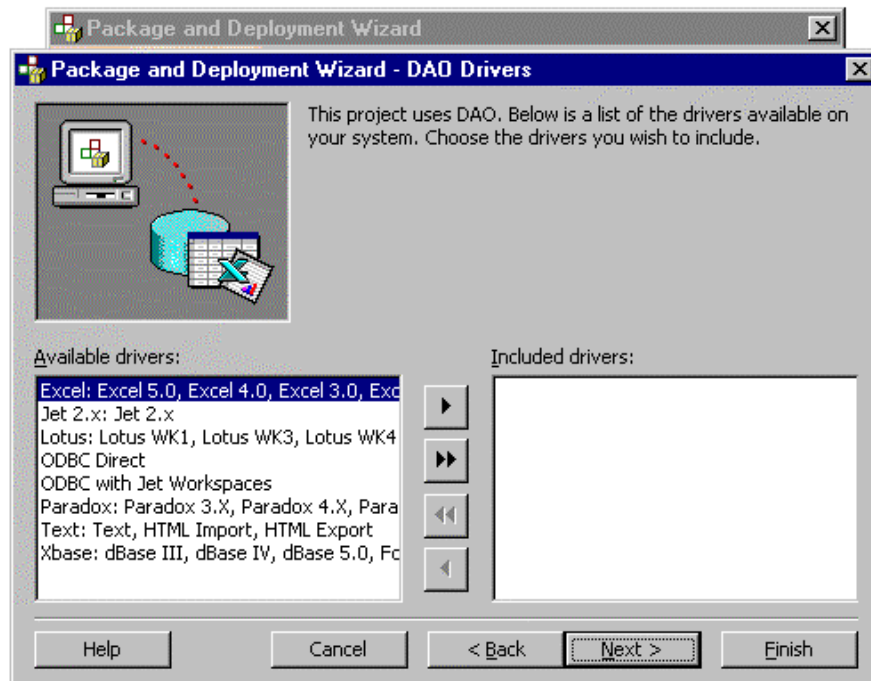 Package and Deployment Wizard
Package and Deployment Wizard - DAO Drivers
This project uses DAO. Below is a list of the drivers available on
your system. Choose the drivers you wish to include.
Available drivers:
Included drivers:
Excel: Excel 5.0, Excel 4.0, Excel 3.0, Exc
Jet 2.x: Jet 2.x
Lotus: Lotus WK1, Lotus WK3, Lotus WK4
ODBC Direct
ODBC with Jet Workspaces
Paradox: Paradox 3.X, Paradox 4.X, Para
Text: Text, HTML Import, HTML Export
Xbase: dBase III, dBase IV, dBase 5.0, Fo
Help
Cancel
< Back
Next >
Finish